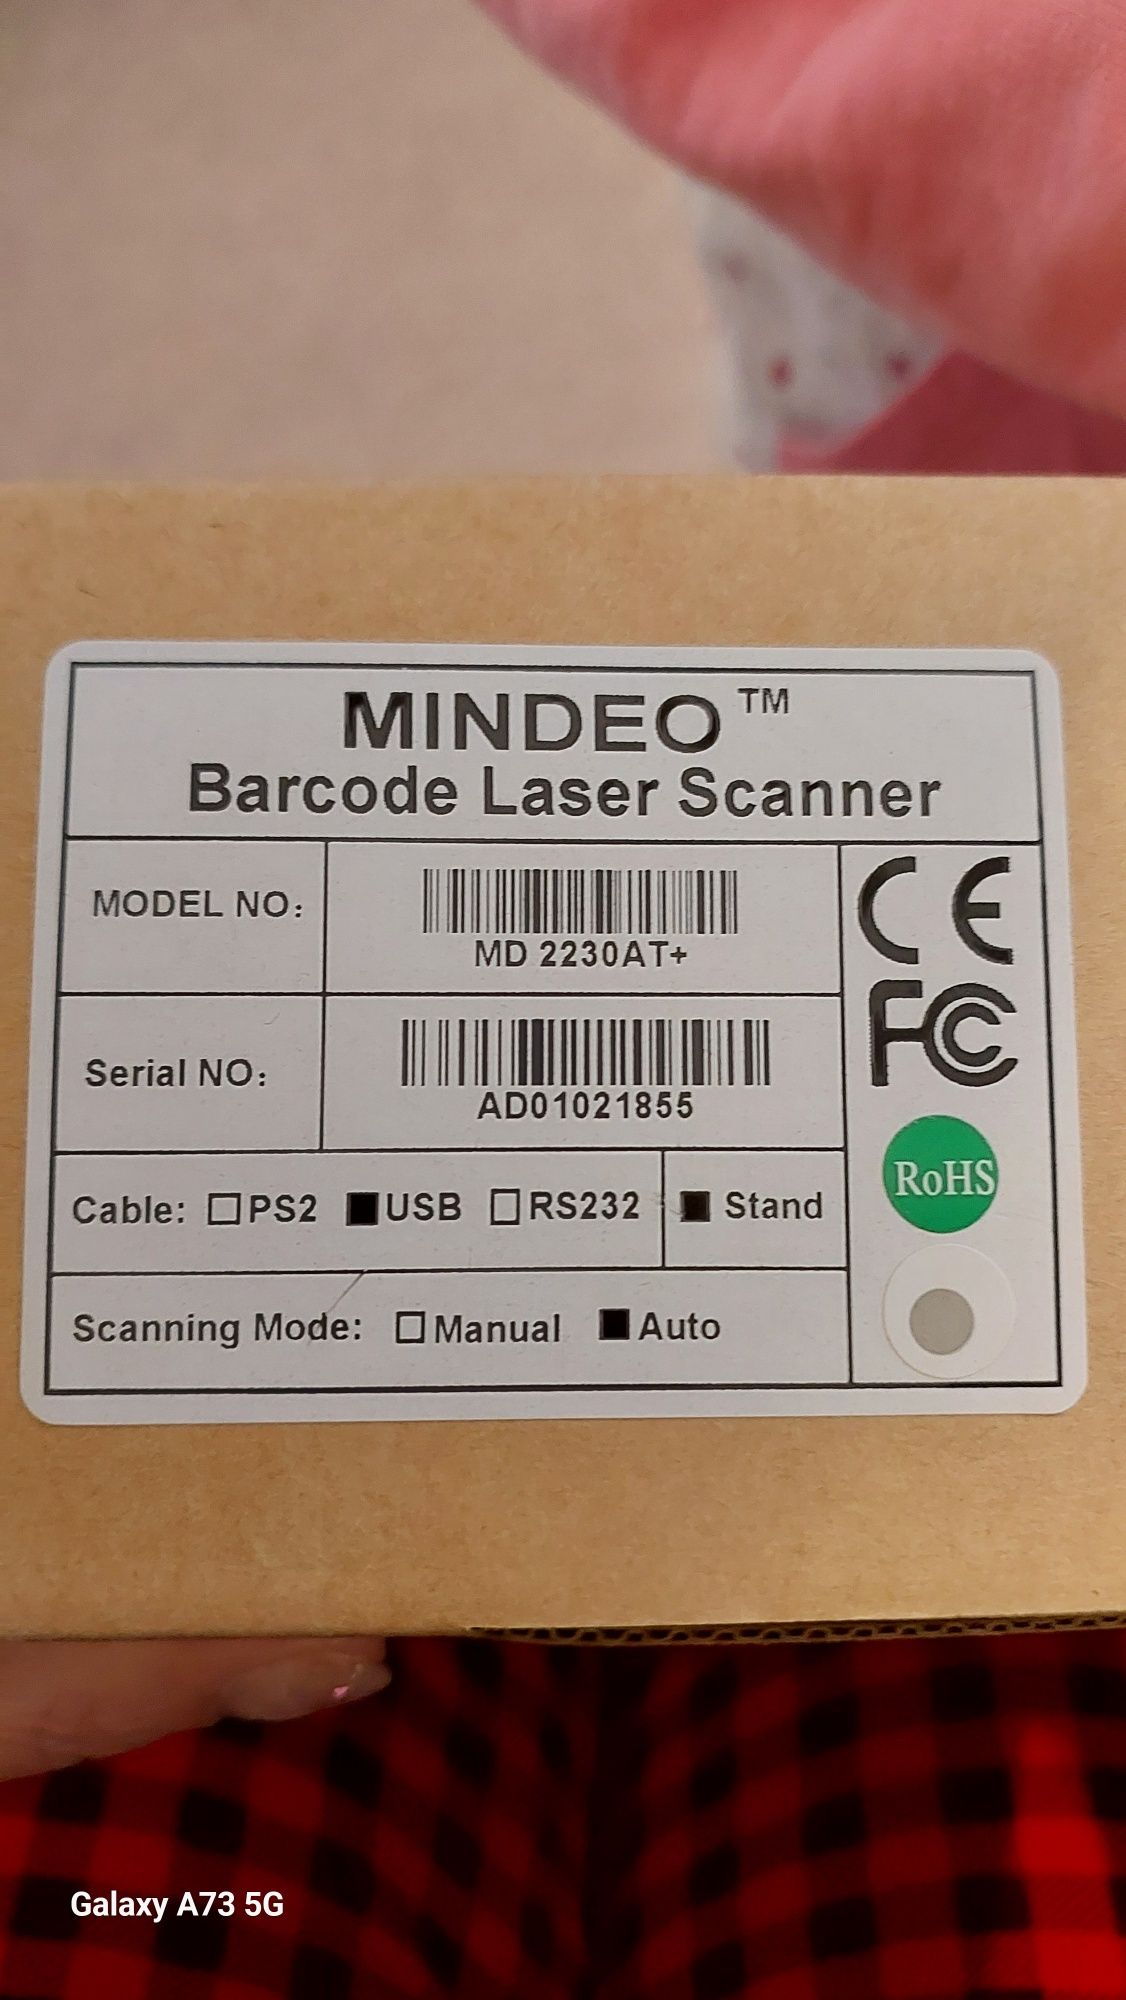 MINDEO™
Barcode Laser Scanner
MODEL NO:
MD 2230AT+
Serial NO:
AD01021855
Cable: □PS2 ■USB □RS232 ■ Stand
Scanning Mode: □Manual ■Auto
CE
FC
RoHS
Galaxy A73 5G